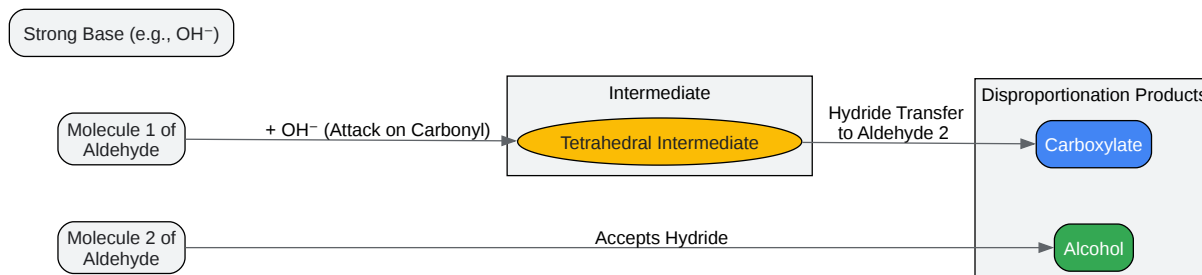 Strong Base (e.g., OH⁻)
Intermediate
Disproportionation Products
Molecule 1 of
Aldehyde
+ OH⁻ (Attack on Carbonyl)
Tetrahedral Intermediate
Hydride Transfer
to Aldehyde 2
Carboxylate
Molecule 2 of
Aldehyde
Accepts Hydride
Alcohol